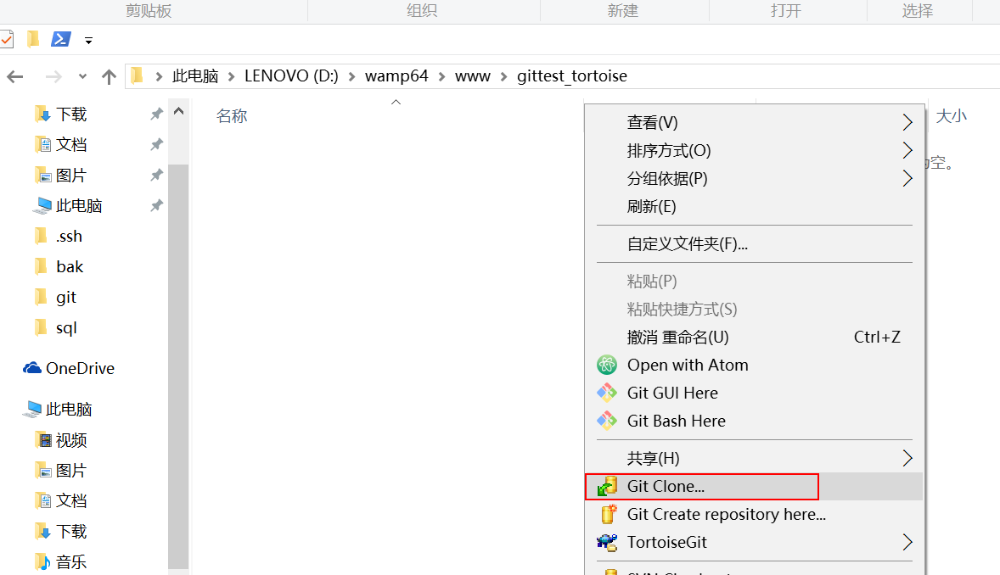 剪贴板 组织 新建 打开 选择
此电脑 LENOVO (D:) wamp64 www gittest_tortoise
名称 大小
下载
文档
图片
此电脑
.ssh
bak
git
sql
OneDrive
此电脑
视频
图片
文档
下载
音乐
空。
查看(V)
排序方式(O)
分组依据(P)
刷新(E)
自定义文件夹(F)...
粘贴(P)
粘贴快捷方式(S)
撤消 重命名(U) Ctrl+Z
Open with Atom
Git GUI Here
Git Bash Here
共享(H)
Git Clone...
Git Create repository here...
TortoiseGit